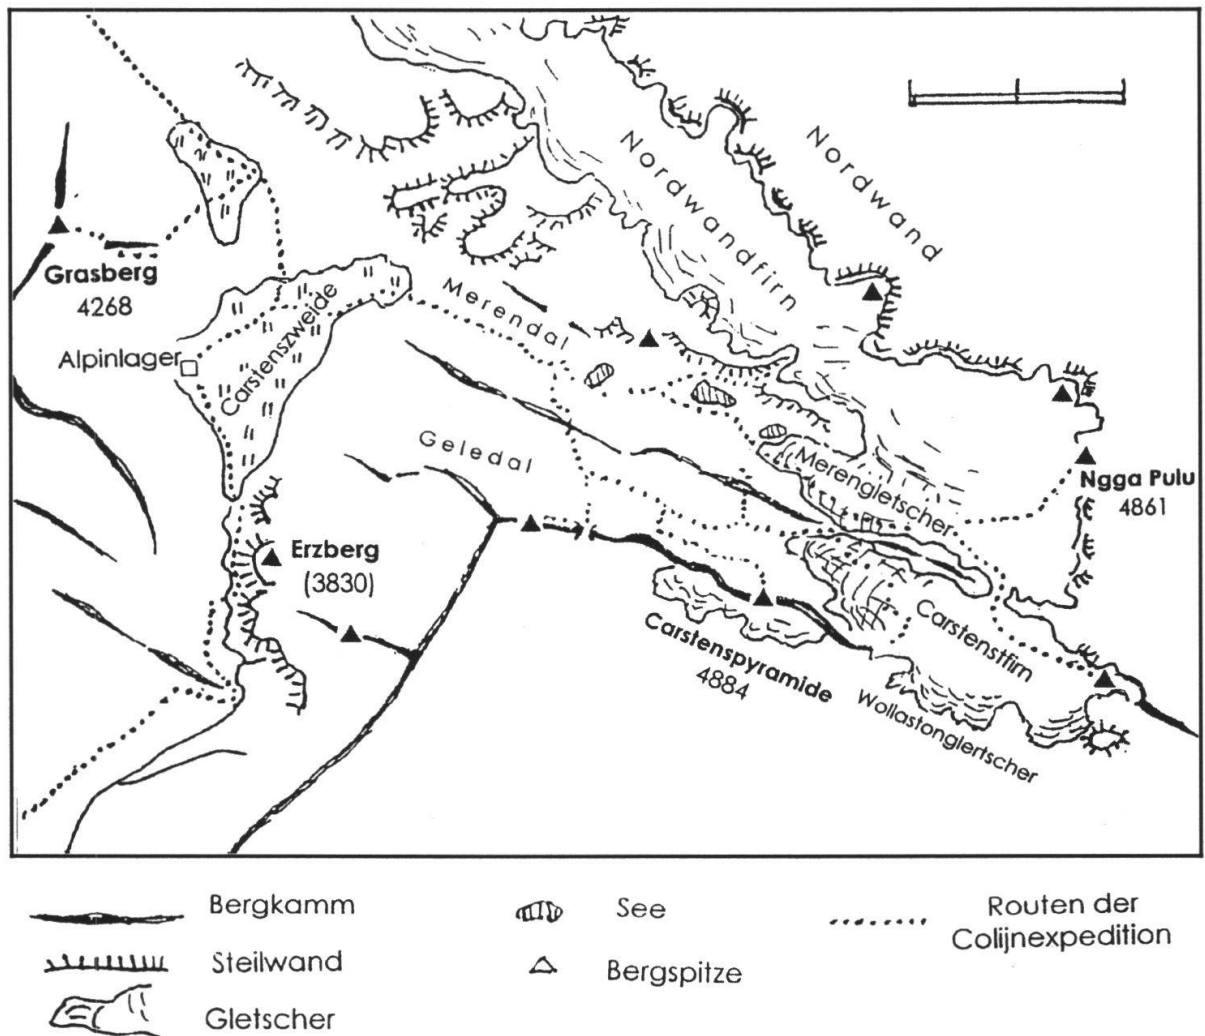 Nordwand
Nordwandfirn
Grasberg
4268
Merendal
Carstenszweide
Alpinlager
Geledal
Merengletscher
Ngga Pulu
4861
Erzberg
(3830)
Carstenspyramide
4884
Carstenstfirn
Wollastonglertscher
Bergkamm
See
Routen der
Colijnexpedition
Steilwand
Bergspitze
Gletscher